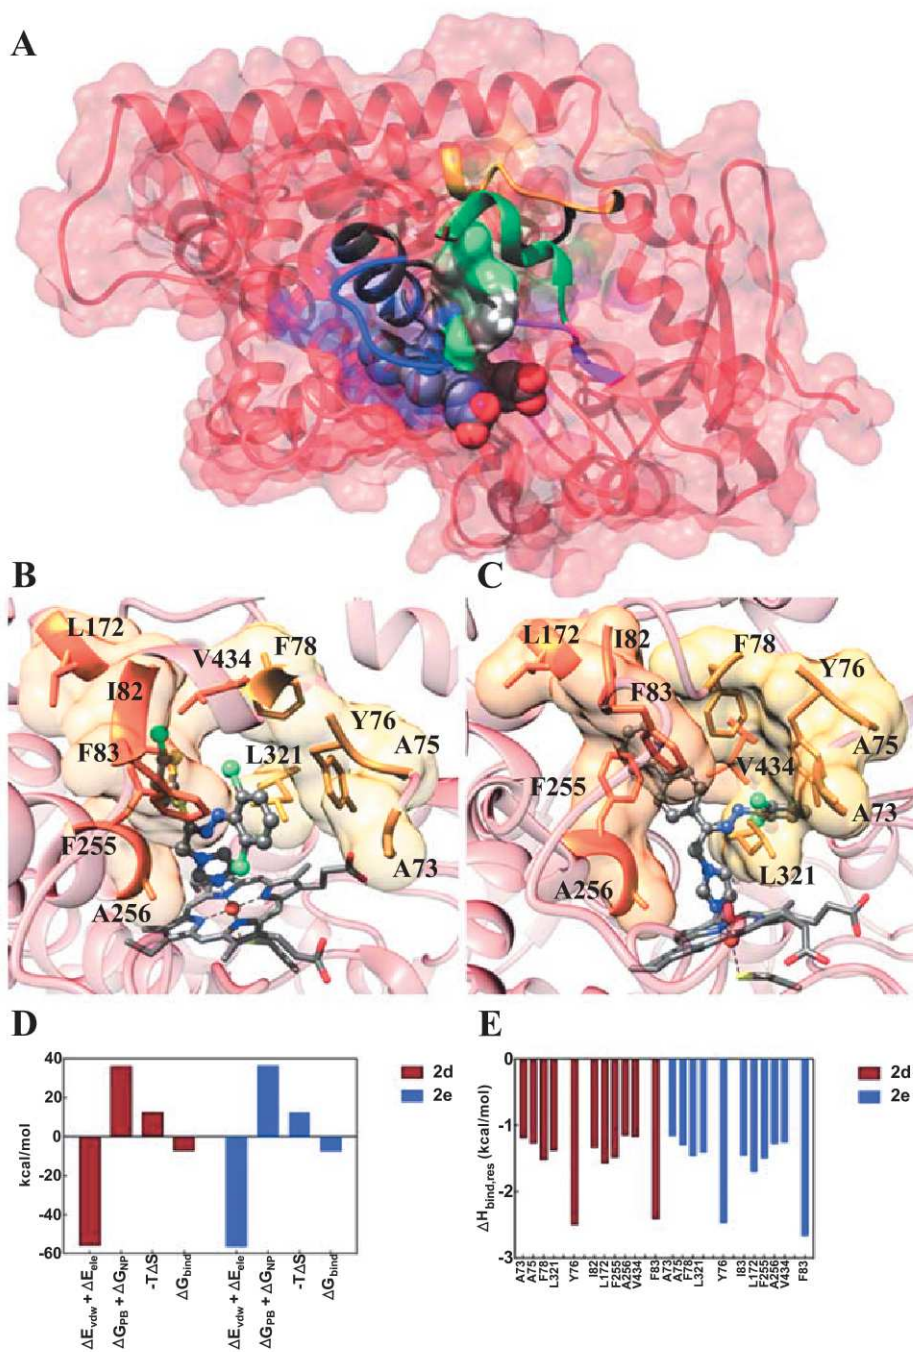 A
B
L172
V434
F78
I82
Y76
F83
L321
A75
F255
A73
A256
C
L172
I82
F78
F83
Y76
A75
V434
F255
A73
L321
A256
D
kcal/mol
40
20
0
-20
-40
-60
ΔEvdw + ΔEele
ΔGPB + ΔGNP
-TΔS
ΔGbind
ΔEvdw + ΔEele
ΔGPB + ΔGNP
-TΔS
ΔGbind
2d
2e
E
ΔHbind,res (kcal/mol)
0
-1
-2
-3
A73
A75
F78
L321
Y76
I82
L172
F255
A256
V434
F83
A73
A75
F78
L321
Y76
I83
L172
F255
A256
V434
F83
2d
2e